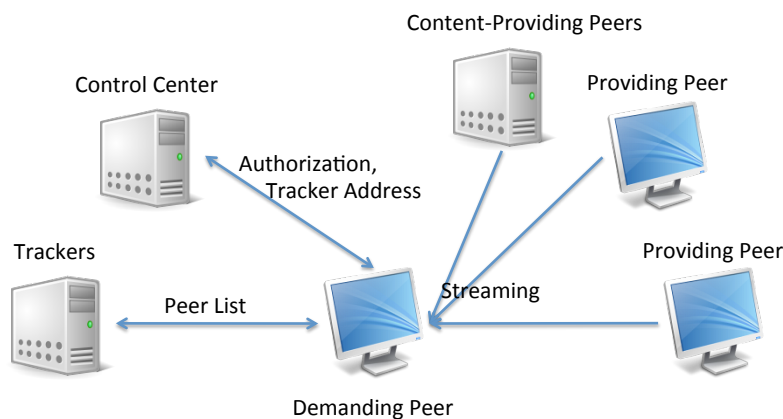 Content-Providing Peers
Control Center
Providing Peer
Authorization,
Tracker Address
Trackers
Providing Peer
Peer List
Streaming
Demanding Peer